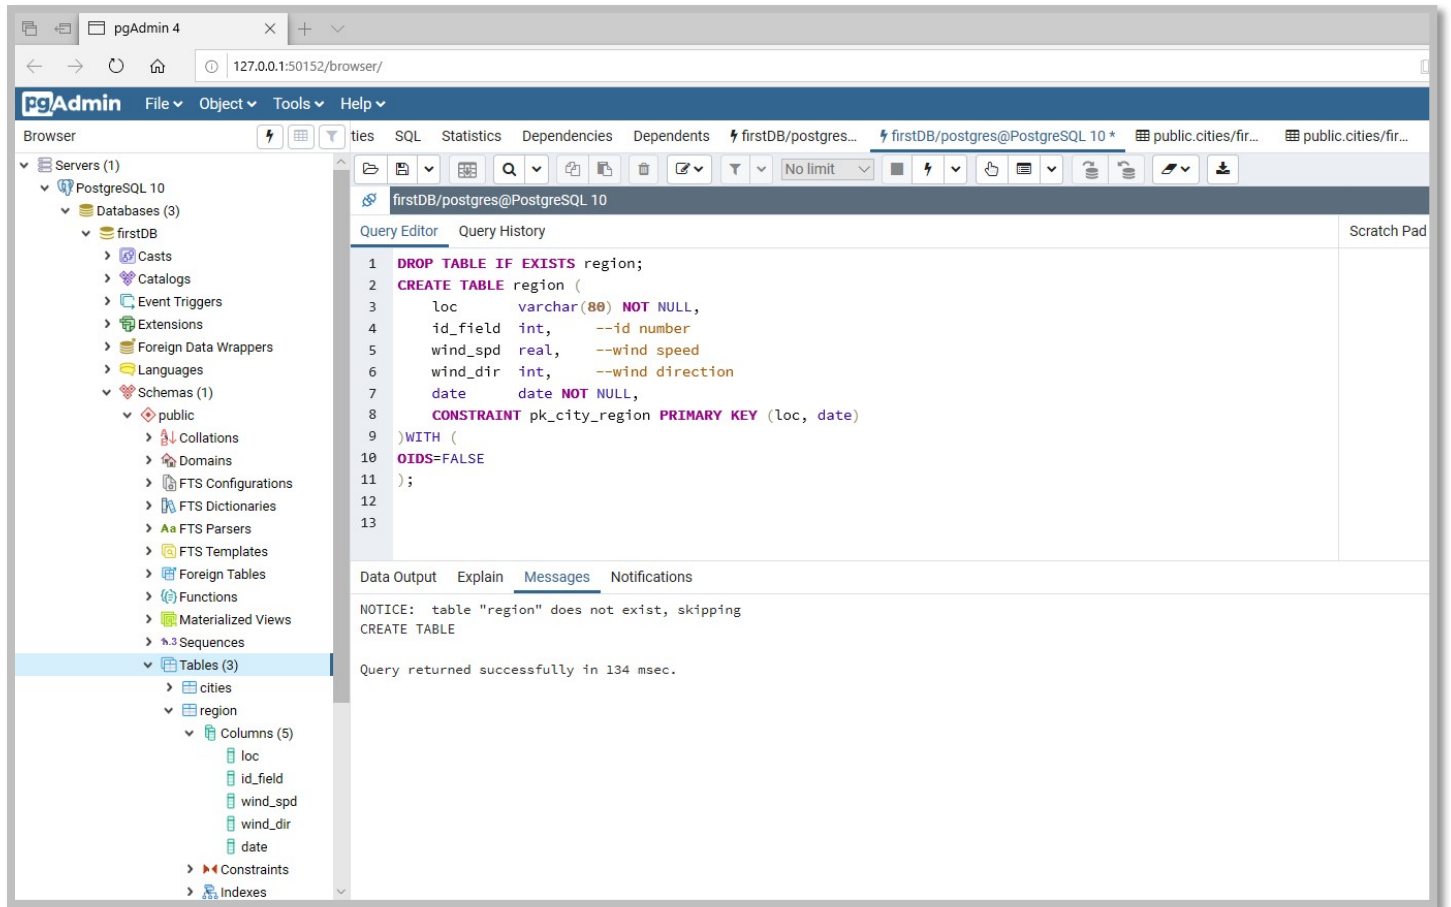 pgAdmin 4
127.0.0.1:50152/browser/
pgAdmin File Object Tools Help
Browser
ties SQL Statistics Dependencies Dependents firstDB/postgres... firstDB/postgres@PostgreSQL 10 * public.cities/fir... public.cities/fir...
No limit
firstDB/postgres@PostgreSQL 10
Query Editor Query History
Scratch Pad
Servers (1)
PostgreSQL 10
Databases (3)
firstDB
Casts
Catalogs
Event Triggers
Extensions
Foreign Data Wrappers
Languages
Schemas (1)
public
Collations
Domains
FTS Configurations
FTS Dictionaries
Aa FTS Parsers
FTS Templates
Foreign Tables
Functions
Materialized Views
1..3 Sequences
Tables (3)
cities
region
Columns (5)
loc
id_field
wind_spd
wind_dir
date
Constraints
Indexes
1 DROP TABLE IF EXISTS region;
2 CREATE TABLE region (
3 loc varchar(80) NOT NULL,
4 id_field int, --id number
5 wind_spd real, --wind speed
6 wind_dir int, --wind direction
7 date date NOT NULL,
8 CONSTRAINT pk_city_region PRIMARY KEY (loc, date)
9 )WITH (
10 OIDS=FALSE
11 );
12
13
Data Output Explain Messages Notifications
NOTICE: table "region" does not exist, skipping
CREATE TABLE
Query returned successfully in 134 msec.